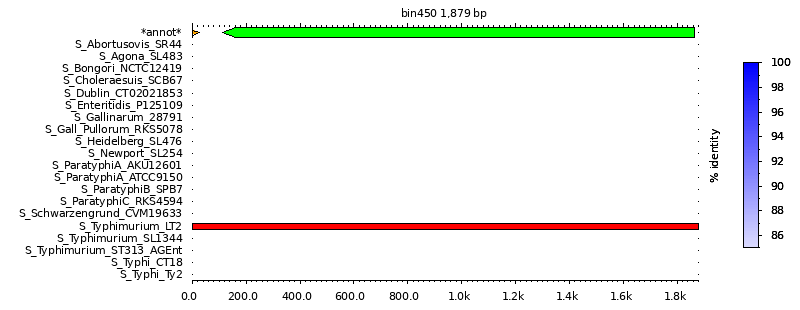 bin450 1,879 bp
*annot*
S_Abortusovis_SR44
S_Agona_SL483
S_Bongori_NCTC12419
S_Choleraesuis_SCB67
S_Dublin_CT02021853
S_Enteritidis_P125109
S_Gallinarum_28791
S_Gall_Pullorum_RKS5078
S_Heidelberg_SL476
S_Newport_SL254
S_ParatyphiA_AKU12601
S_ParatyphiA_ATCC9150
S_ParatyphiB_SPB7
S_ParatyphiC_RKS4594
S_Schwarzengrund_CVM19633
S_Typhimurium_LT2
S_Typhimurium_SL1344
S_Typhimurium_ST313_AGEnt
S_Typhi_CT18
S_Typhi_Ty2
0.0 200.0 400.0 600.0 800.0 1.0k 1.2k 1.4k 1.6k 1.8k
% identity
100
98
96
94
92
90
88
86